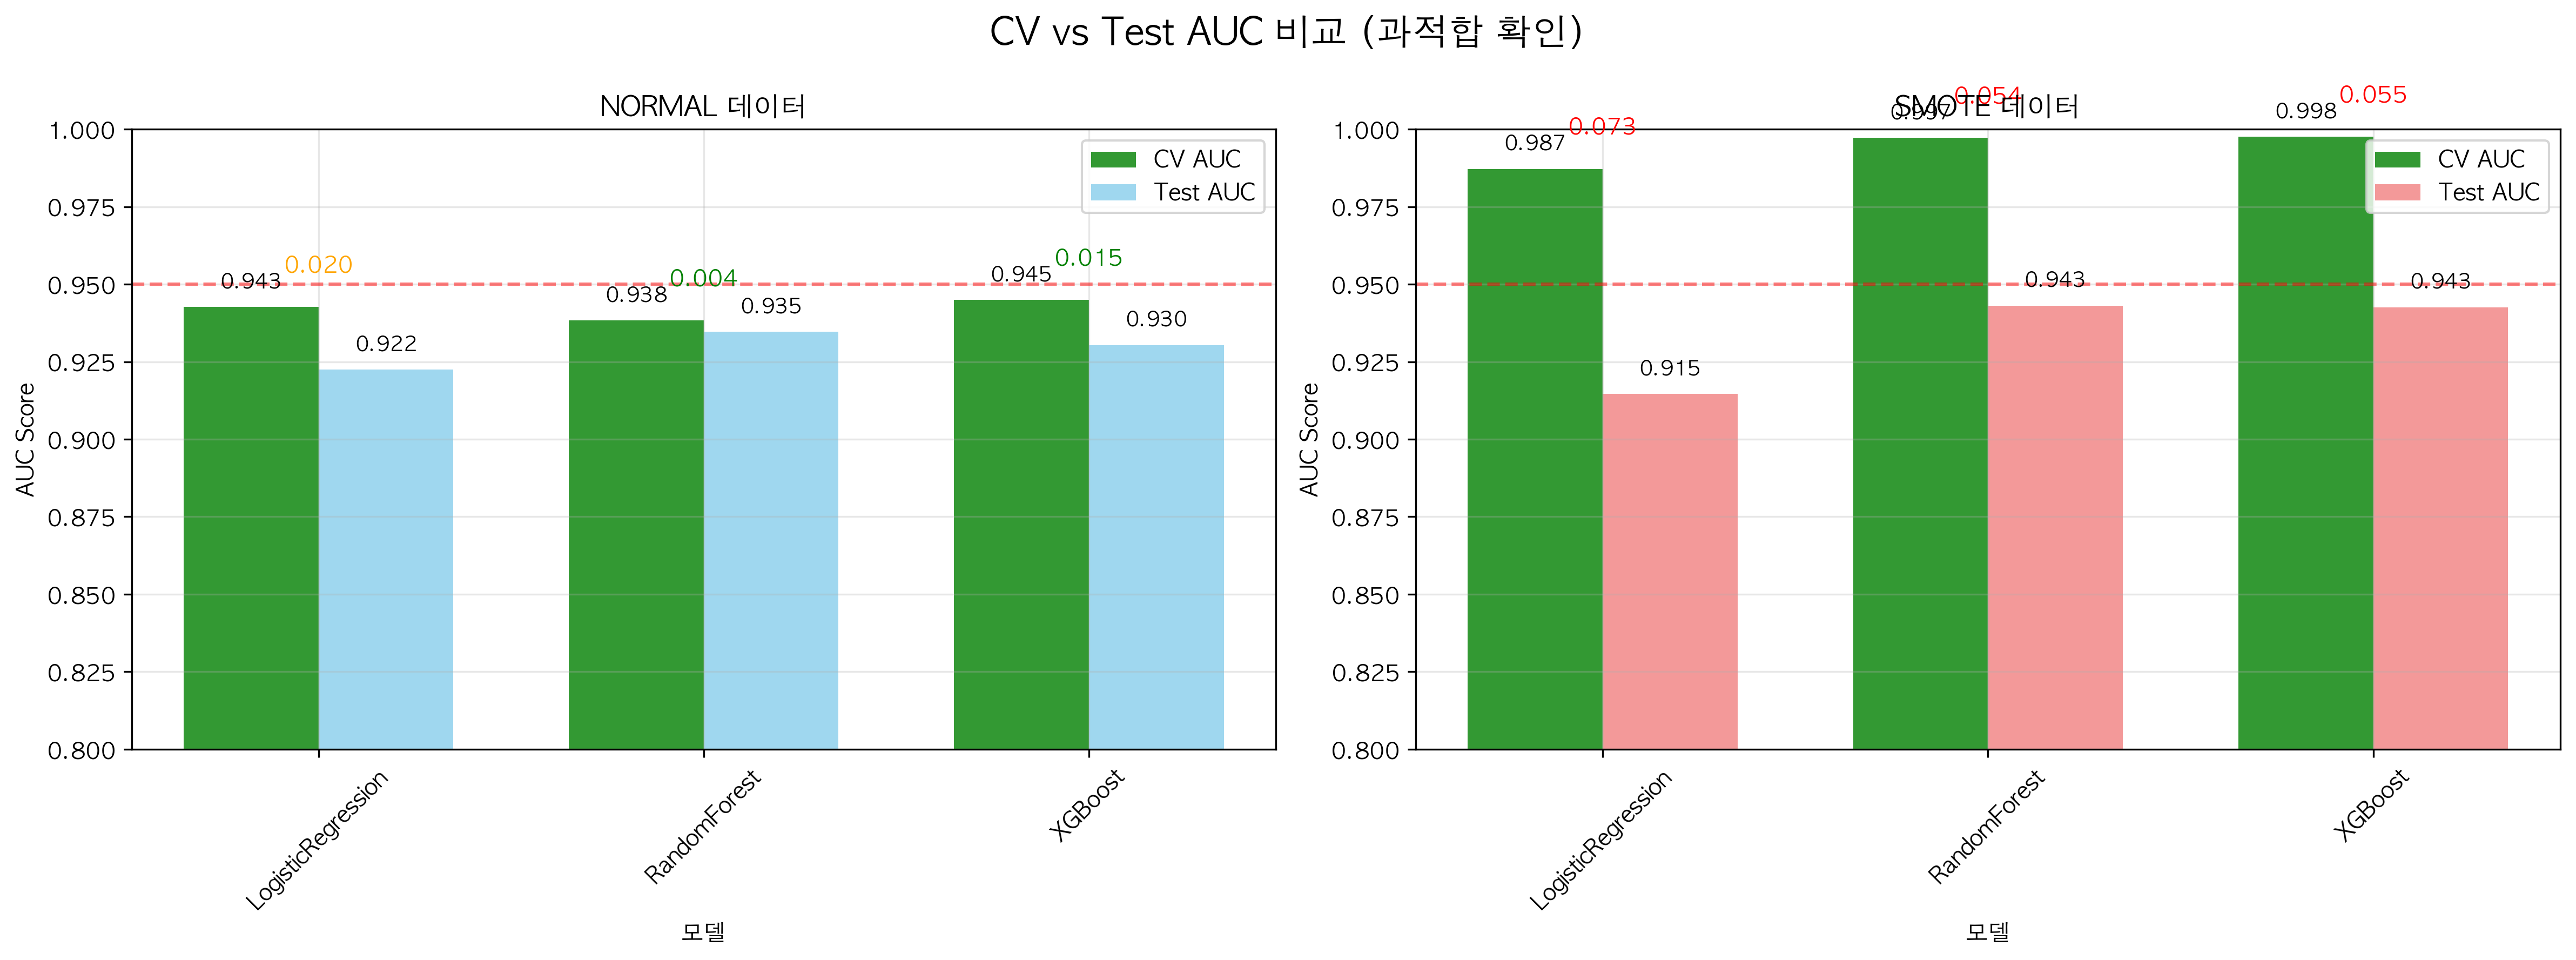 CV vs Test AUC 비교 (과적합 확인)
NORMAL 데이터
1.000
0.975
0.950
0.925
0.900
0.875
0.850
0.825
0.800
AUC Score
CV AUC
Test AUC
0.943
0.020
0.922
0.938
0.004
0.935
0.945
0.015
0.930
LogisticRegression
RandomForest
XGBoost
모델
SMOTE 데이터
1.000
0.975
0.950
0.925
0.900
0.875
0.850
0.825
0.800
AUC Score
CV AUC
Test AUC
0.987
0.073
0.915
0.997
0.054
0.943
0.998
0.055
0.943
LogisticRegression
RandomForest
XGBoost
모델